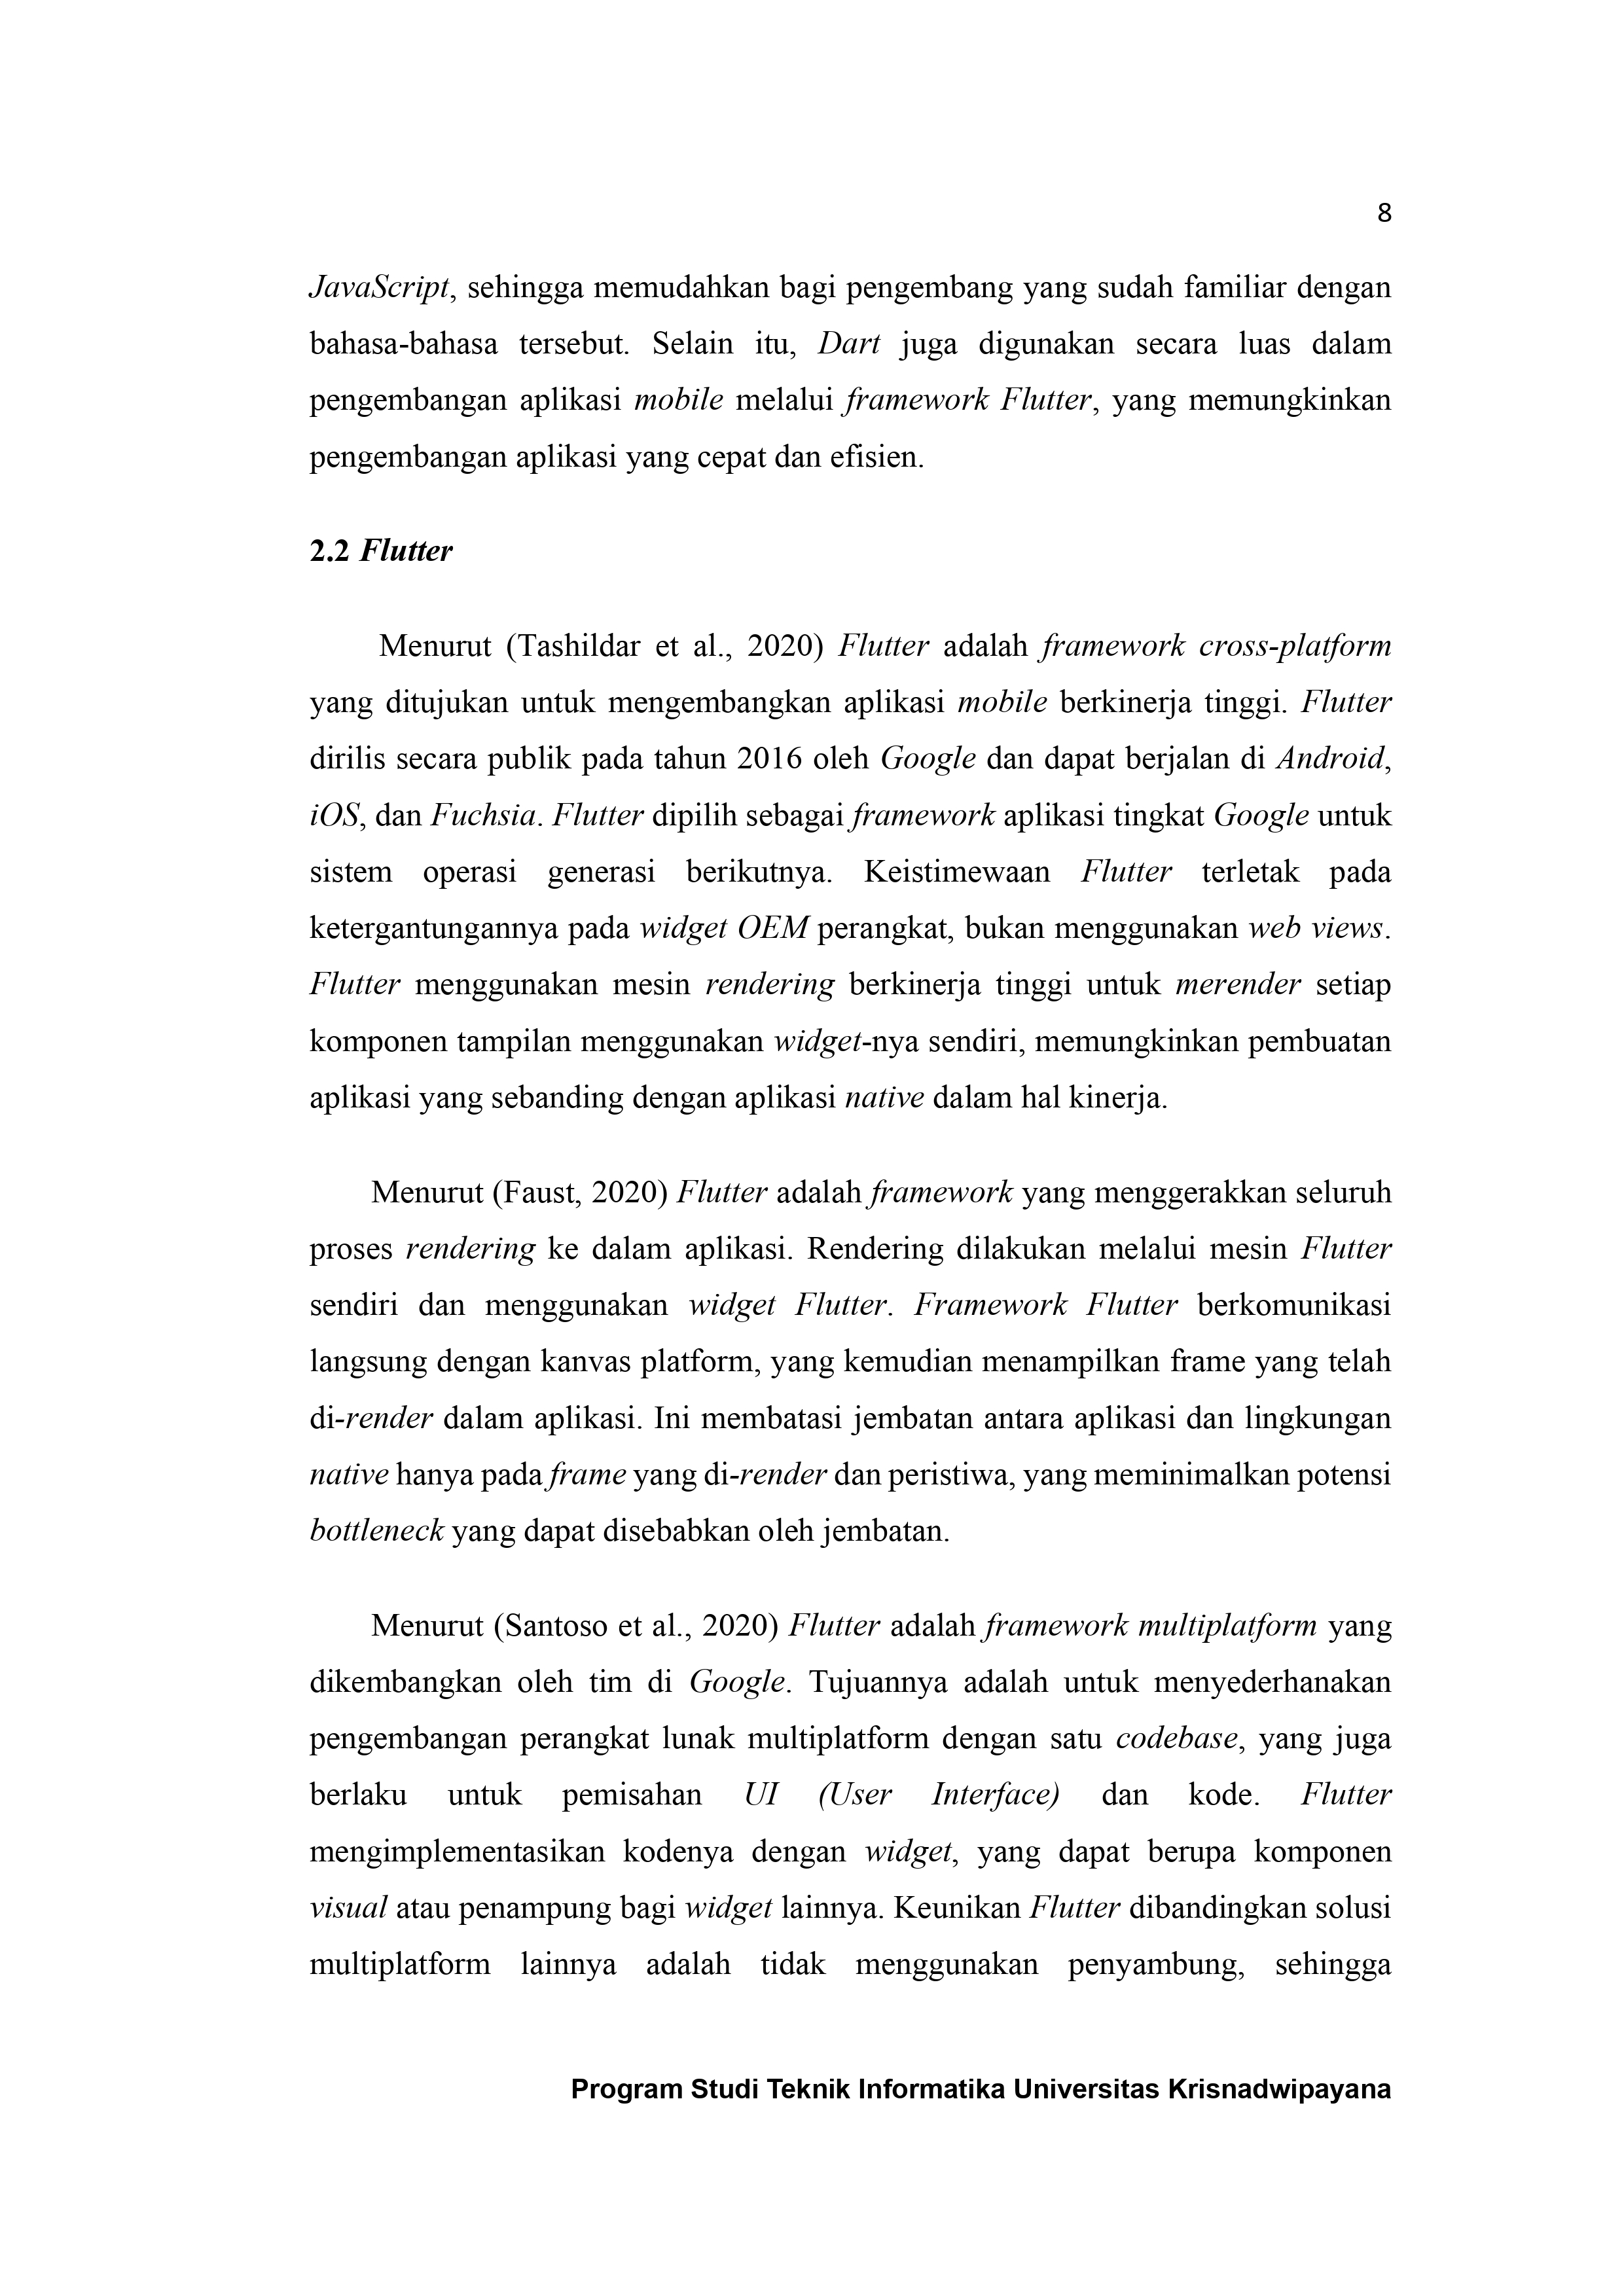 8
JavaScript, sehingga memudahkan bagi pengembang yang sudah familiar dengan
bahasa-bahasa tersebut. Selain itu, Dart juga digunakan secara luas dalam
pengembangan aplikasi mobile melalui framework Flutter, yang memungkinkan
pengembangan aplikasi yang cepat dan efisien.
2.2 Flutter
Menurut (Tashildar et al., 2020) Flutter adalah framework cross-platform
yang ditujukan untuk mengembangkan aplikasi mobile berkinerja tinggi. Flutter
dirilis secara publik pada tahun 2016 oleh Google dan dapat berjalan di Android,
iOS, dan Fuchsia. Flutter dipilih sebagai framework aplikasi tingkat Google untuk
sistem operasi generasi berikutnya. Keistimewaan Flutter terletak pada
ketergantungannya pada widget OEM perangkat, bukan menggunakan web views.
Flutter menggunakan mesin rendering berkinerja tinggi untuk merender setiap
komponen tampilan menggunakan widget-nya sendiri, memungkinkan pembuatan
aplikasi yang sebanding dengan aplikasi native dalam hal kinerja.
Menurut (Faust, 2020) Flutter adalah framework yang menggerakkan seluruh
proses rendering ke dalam aplikasi. Rendering dilakukan melalui mesin Flutter
sendiri dan menggunakan widget Flutter. Framework Flutter berkomunikasi
langsung dengan kanvas platform, yang kemudian menampilkan frame yang telah
di-render dalam aplikasi. Ini membatasi jembatan antara aplikasi dan lingkungan
native hanya pada frame yang di-render dan peristiwa, yang meminimalkan potensi
bottleneck yang dapat disebabkan oleh jembatan.
Menurut (Santoso et al., 2020) Flutter adalah framework multiplatform yang
dikembangkan oleh tim di Google. Tujuannya adalah untuk menyederhanakan
pengembangan perangkat lunak multiplatform dengan satu codebase, yang juga
berlaku untuk pemisahan UI (User Interface) dan kode. Flutter
mengimplementasikan kodenya dengan widget, yang dapat berupa komponen
visual atau penampung bagi widget lainnya. Keunikan Flutter dibandingkan solusi
multiplatform lainnya adalah tidak menggunakan penyambung, sehingga
Program Studi Teknik Informatika Universitas Krisnadwipayana